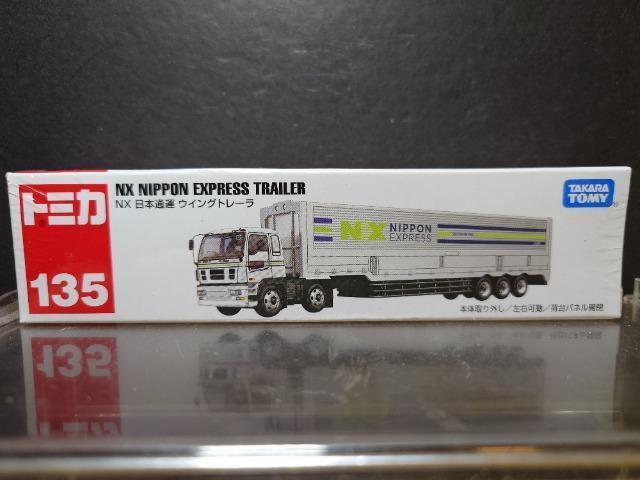 トミカ
135
NX NIPPON EXPRESS TRAILER
NX 日本通運 ウイングトレーラ
TAKARA
TOMY
NX NIPPON
EXPRESS
本体取り外し/左右可動/荷台パネル開閉
135